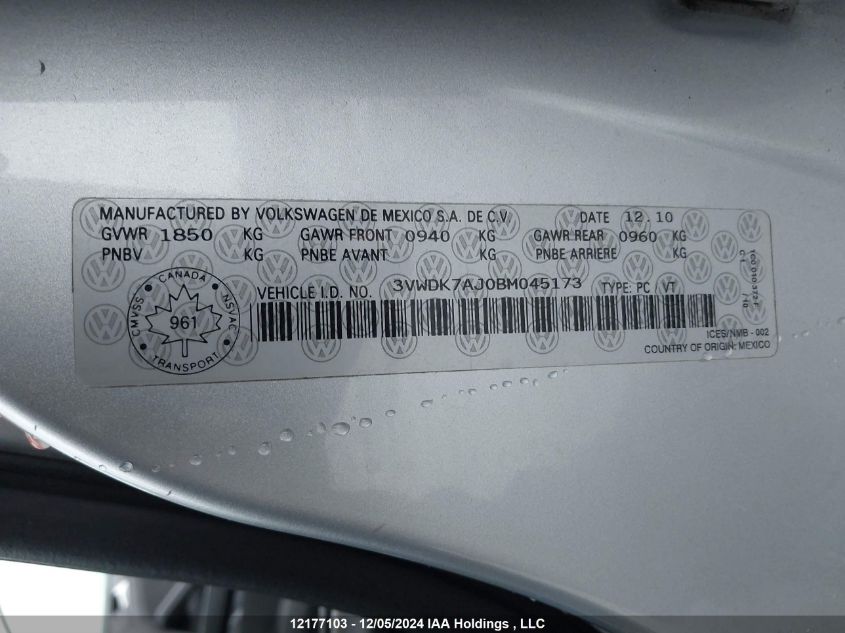 MANUFACTURED BY VOLKSWAGEN DE MEXICO S.A. DE C.V. DATE 12.10
GVWR 1850 KG GAWR FRONT 0940 KG GAWR REAR 0960 KG
PNBV KG PNBE AVANT KG PNBE ARRIERE KG
VEHICLE I.D. NO. 3VWDK7AJ0BM045173 TYPE: PC VT
CANADA
CMVSS 961 NSVAC
TRANSPORT
ICES/NMB - 002
COUNTRY OF ORIGIN: MEXICO
12177103 - 12/05/2024 IAA Holdings , LLC